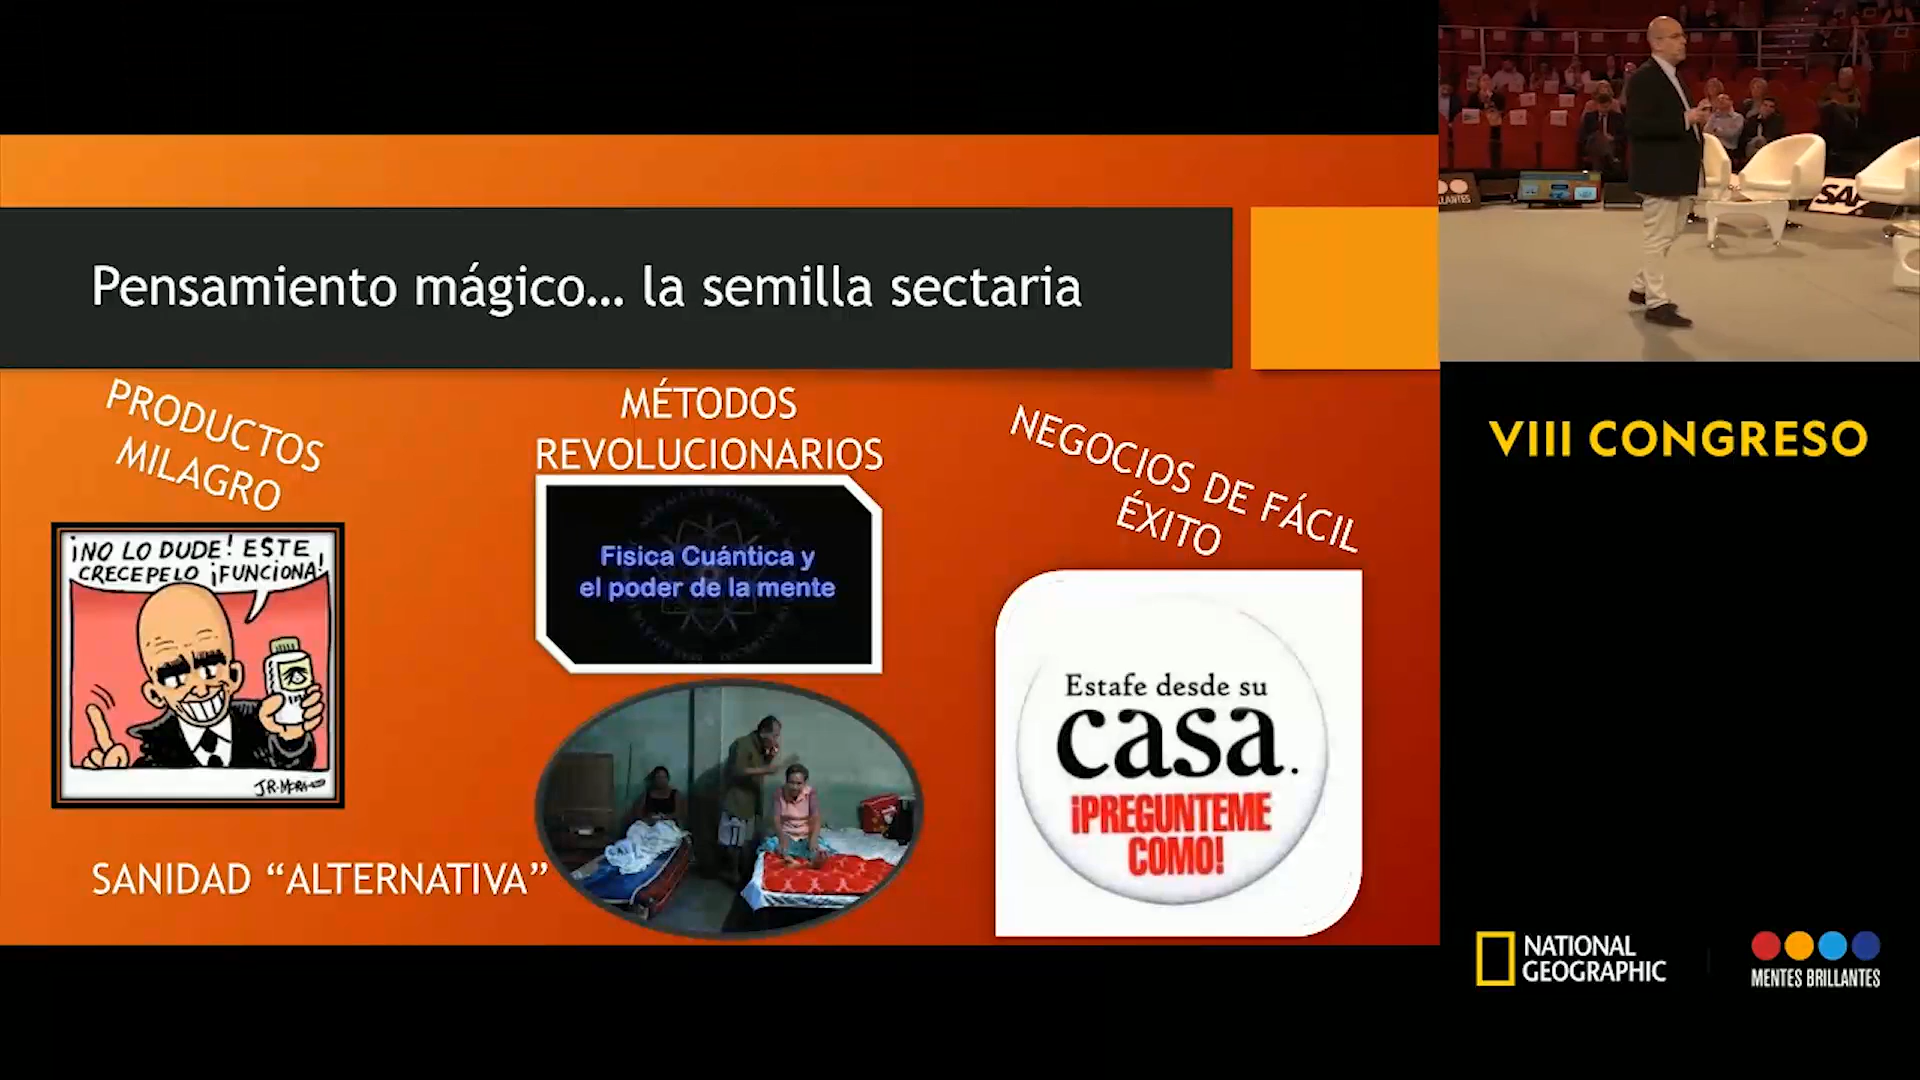 Pensamiento mágico... la semilla sectaria
PRODUCTOS
MILAGRO
MÉTODOS
REVOLUCIONARIOS
NEGOCIOS DE FÁCIL
ÉXITO
¡NO LO DUDE! ESTE
CRECEPELO ¡FUNCIONA!
Fisica Cuántica y
el poder de la mente
Estafe desde su
casa.
¡PREGUNTEME
COMO!
SANIDAD “ALTERNATIVA”
VIII CONGRESO
NATIONAL
GEOGRAPHIC
MENTES BRILLANTES